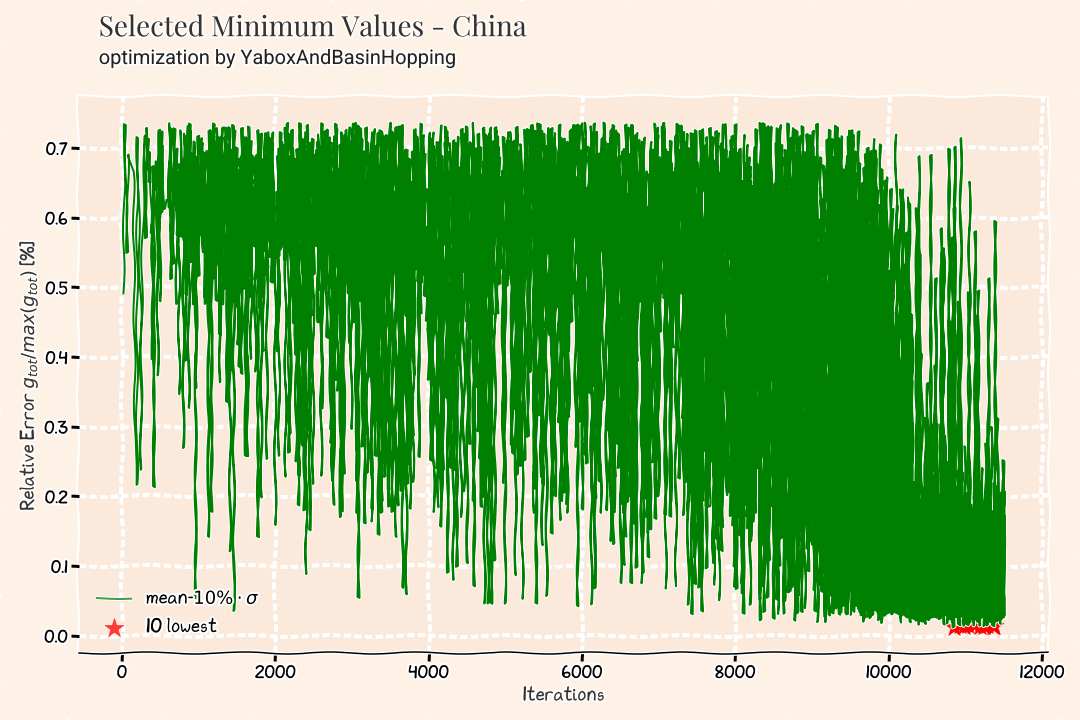 Selected Minimum Values - China
optimization by YaboxAndBasinHopping
Relative Error g_tot/max(g_tot) [%]
0.7
0.6
0.5
0.4
0.3
0.2
0.1
0.0
mean-10% · σ
10 lowest
0 2000 4000 6000 8000 10000 12000
Iterations